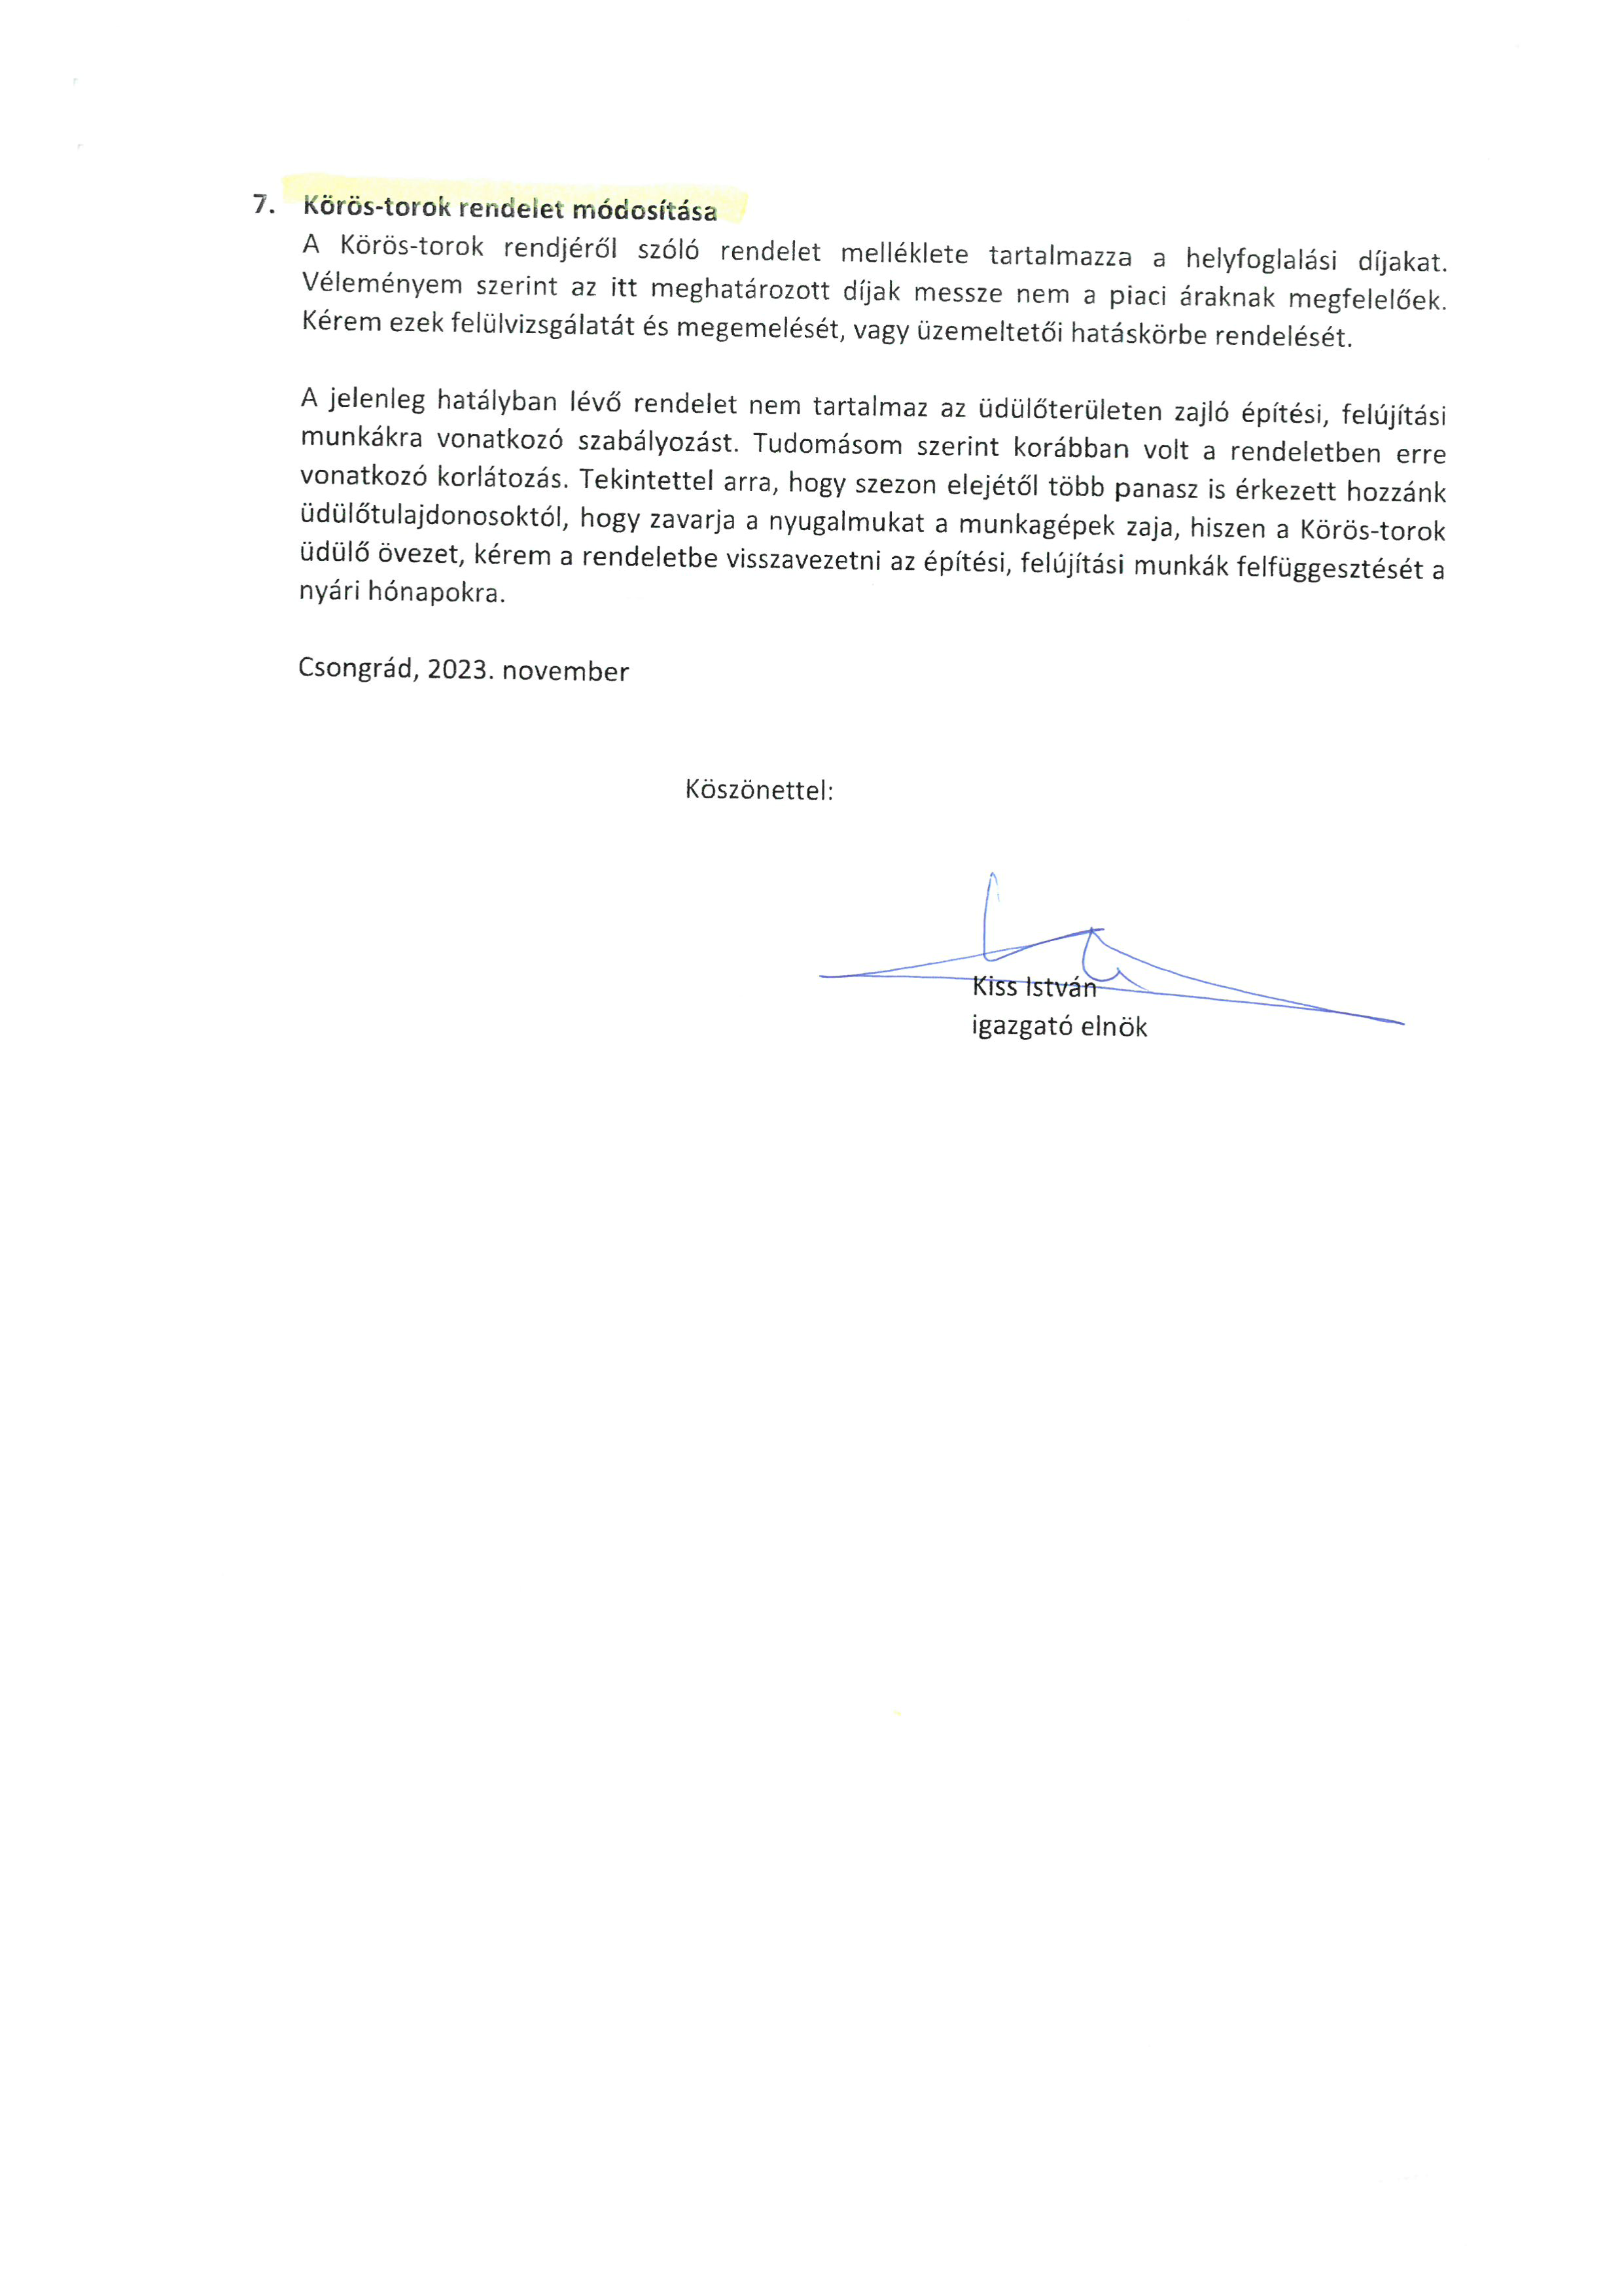 7. Körös-torok rendelet módosítása
A Körös-torok rendjéről szóló rendelet melléklete tartalmazza a helyfoglalási díjakat.
Véleményem szerint az itt meghatározott díjak messze nem a piaci áraknak megfelelőek.
Kérem ezek felülvizsgálatát és megemelését, vagy üzemeltetői hatáskörbe rendelését.
A jelenleg hatályban lévő rendelet nem tartalmaz az üdülőterületen zajló építési, felújítási
munkákra vonatkozó szabályozást. Tudomásom szerint korábban volt a rendeletben erre
vonatkozó korlátozás. Tekintettel arra, hogy szezon elejétől több panasz is érkezett hozzánk
üdülőtulajdonosoktól, hogy zavarja a nyugalmukat a munkagépek zaja, hiszen a Körös-torok
üdülő övezet, kérem a rendeletbe visszavezetni az építési, felújítási munkák felfüggesztését a
nyári hónapokra.
Csongrád, 2023. november
Köszönettel:
Kiss István
igazgató elnök